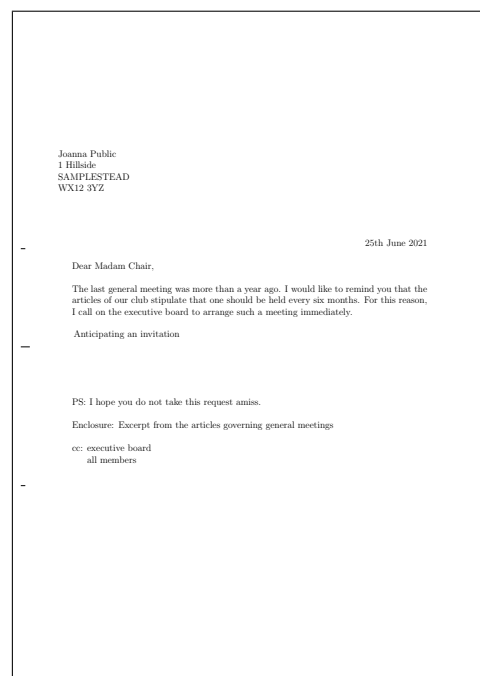 Joanna Public
1 Hillside
SAMPLESTEAD
WX12 3YZ
25th June 2021
Dear Madam Chair,
The last general meeting was more than a year ago. I would like to remind you that the
articles of our club stipulate that one should be held every six months. For this reason,
I call on the executive board to arrange such a meeting immediately.
Anticipating an invitation
PS: I hope you do not take this request amiss.
Enclosure: Excerpt from the articles governing general meetings
cc: executive board
all members